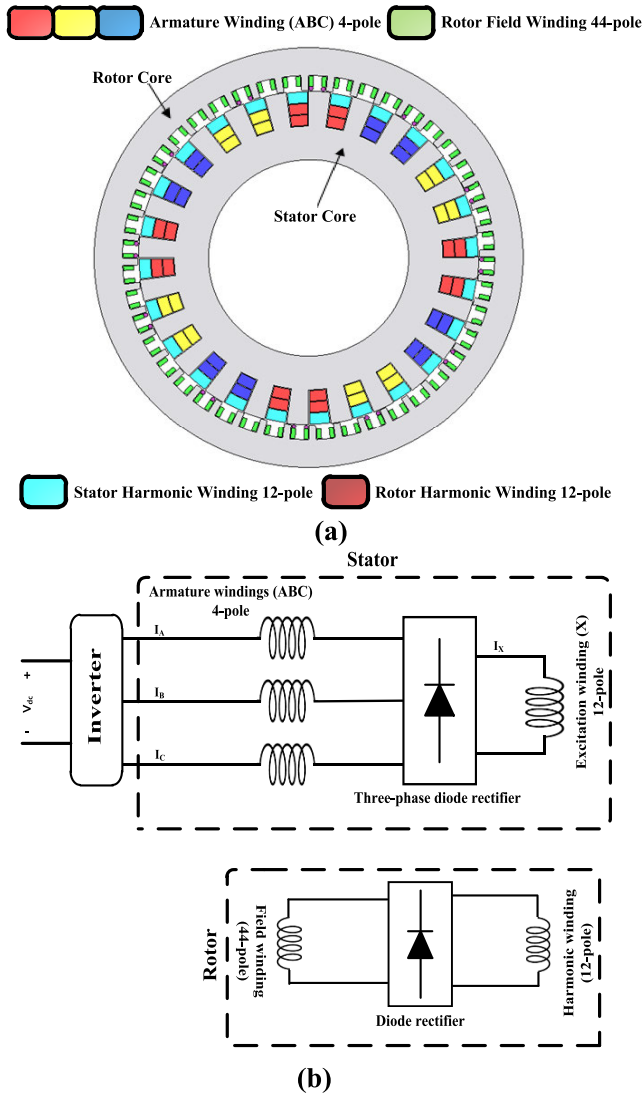 Armature Winding (ABC) 4-pole
Rotor Field Winding 44-pole
Rotor Core
Stator Core
Stator Harmonic Winding 12-pole
Rotor Harmonic Winding 12-pole
(a)
Stator
Armature windings (ABC)
4-pole
IA
IB
IC
IX
+
Vdc
-
Inverter
Excitation winding (X)
12-pole
Three-phase diode rectifier
Rotor
Field winding
(44-pole)
Harmonic winding
(12-pole)
Diode rectifier
(b)